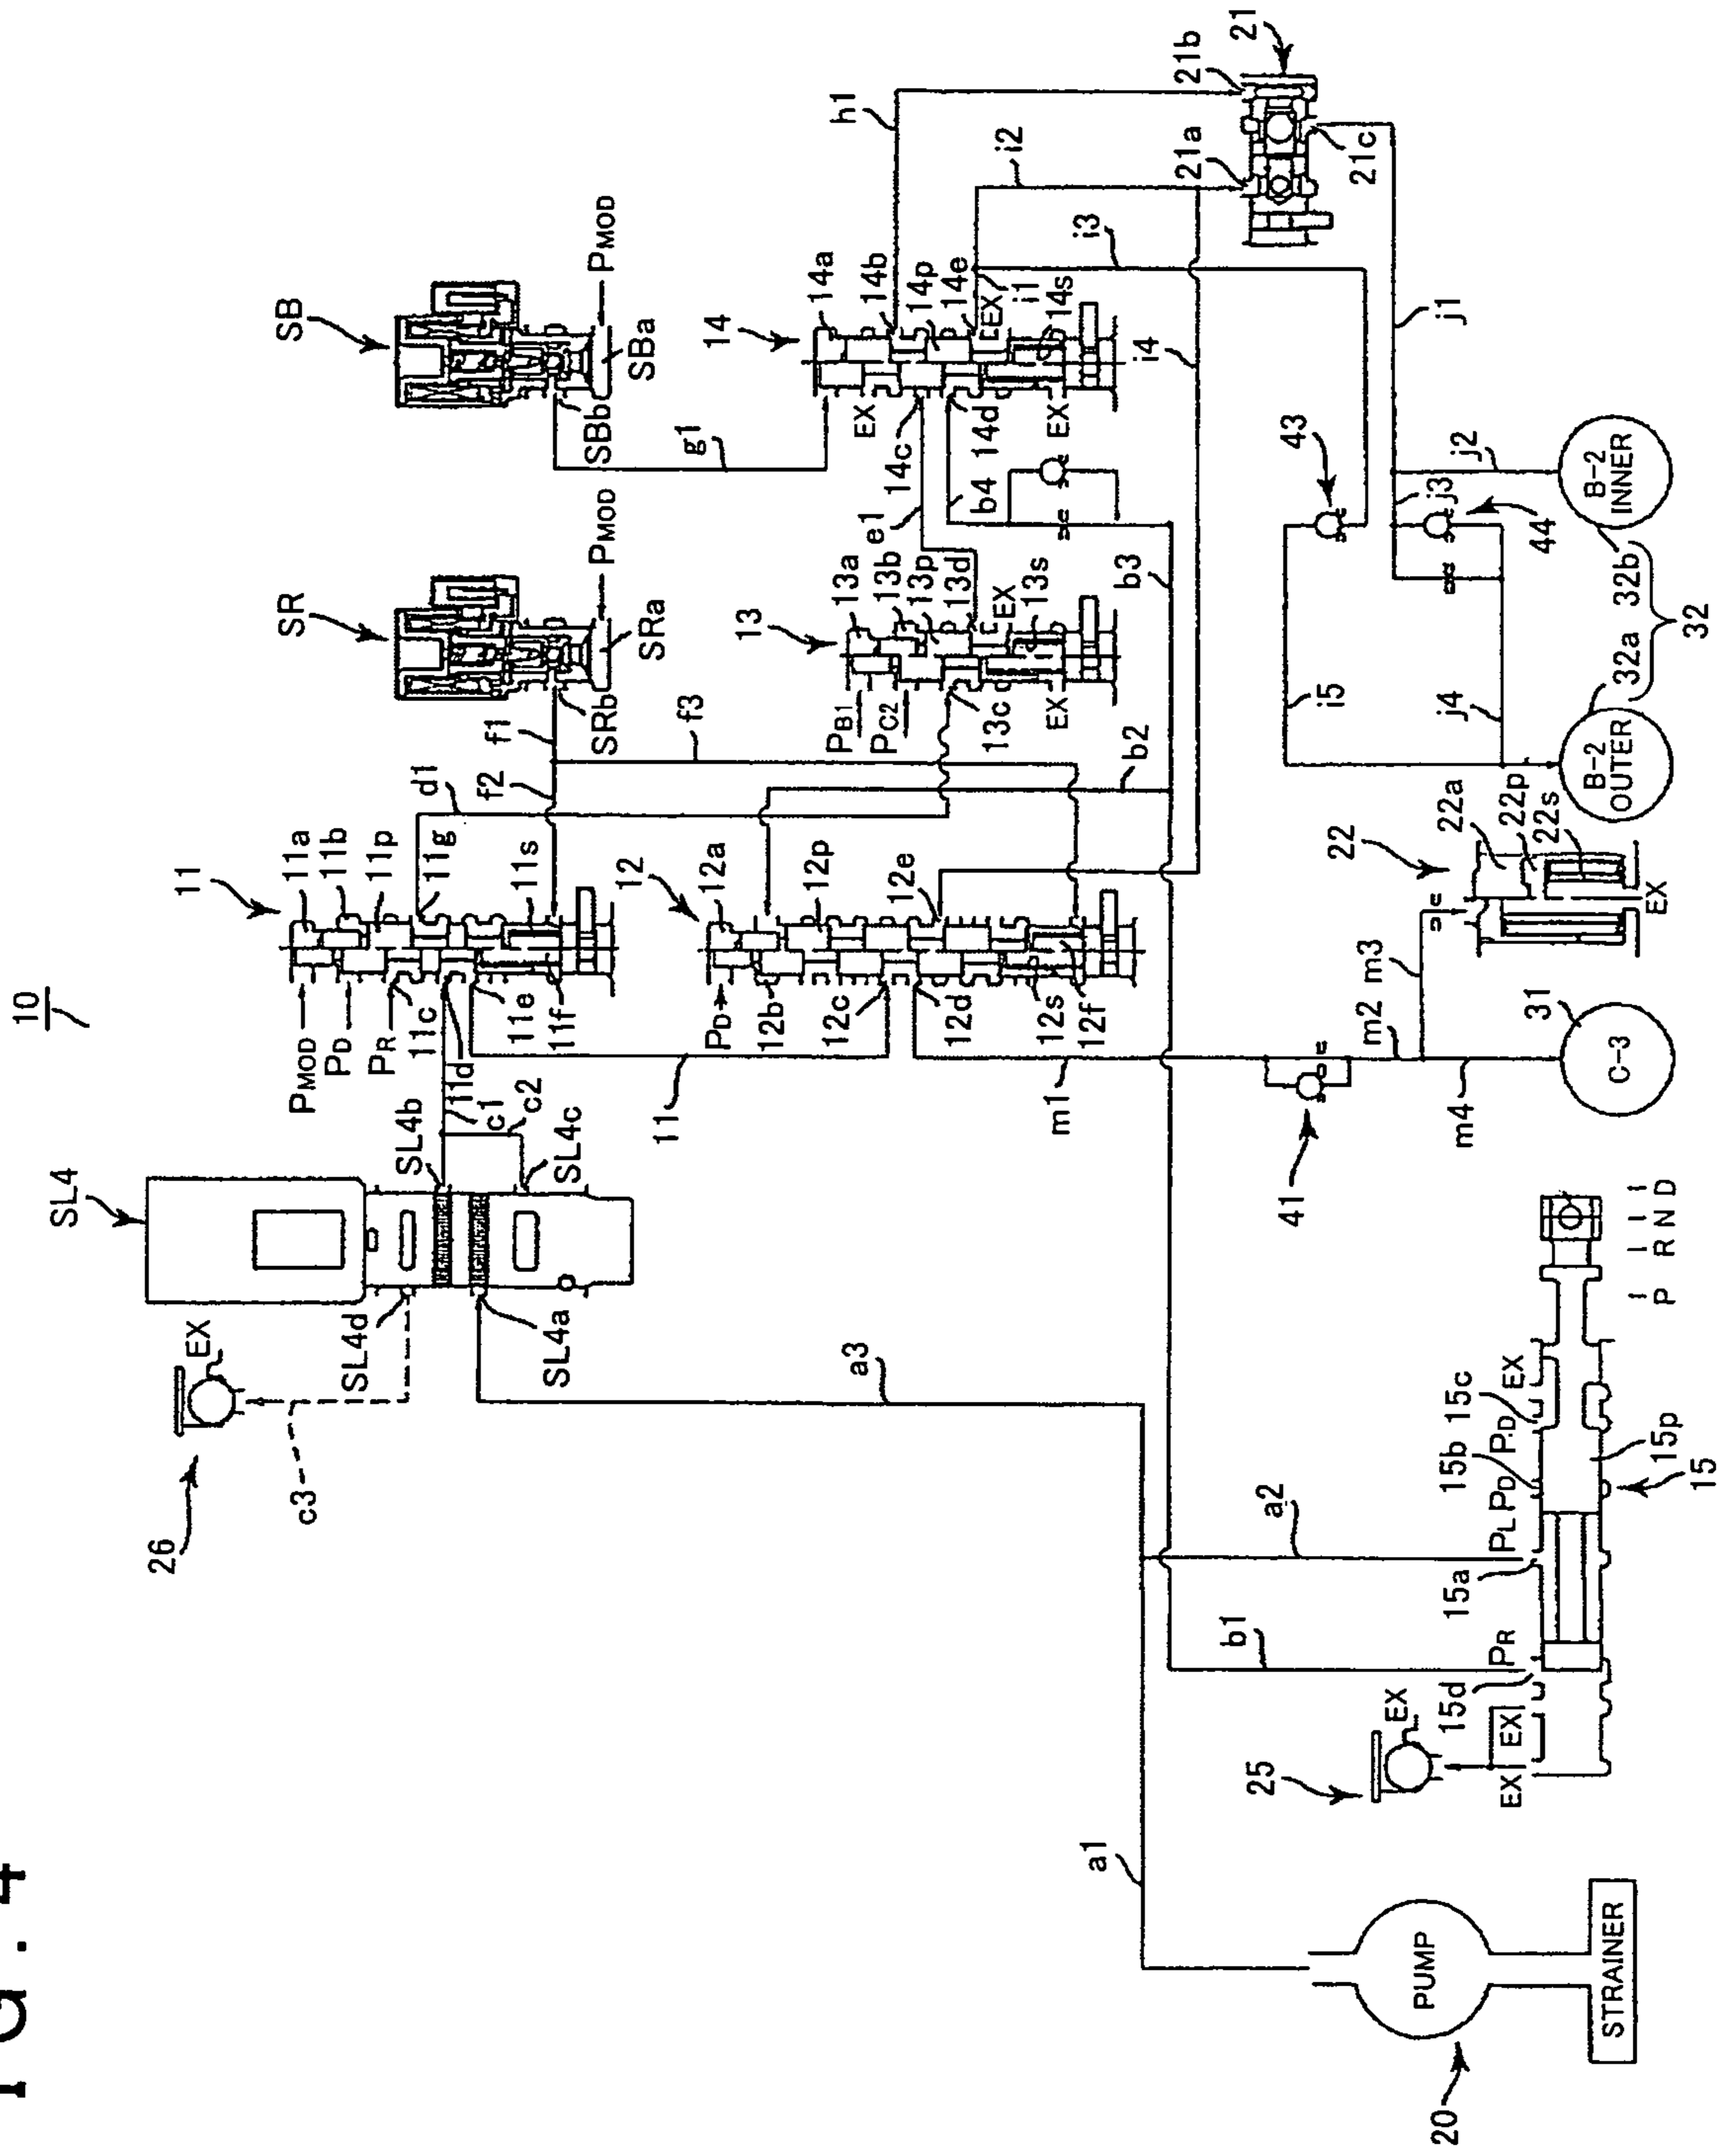 FIG. 4
10
SL4
SL4b
SL4c
SL4d
SL4a
c1
c2
c3
26
EX
11
11a
11b
11p
11g
11s
PMOD
PD
PR
11c
11d
11e
11f
11
12
12a
12p
12e
PD
12b
12c
12d
12s
12f
d1
f1
f2
f3
SR
PMOD
SRa
SRb
SB
PMOD
SBa
SBb
g1
13
13a
13b
13p
13d
EX
13s
PB1
PC2
13c
EX
e1
14
14a
14b
14p
14e
EX
i1
14s
EX
14c
14d
EX
b4
b3
b2
h1
i2
i3
i4
21
21b
21a
21c
j1
j2
j3
j4
i5
43
44
B-2
INNER
B-2
OUTER
32b
32a
32
22
22a
22p
22s
EX
m1
m2
m3
m4
41
31
C-3
a1
a2
a3
b1
PUMP
STRAINER
20
25
EX
EX
EX
15d
PR
15a
PL
PD
15b
PD
15c
EX
15p
15
P
R
N
D